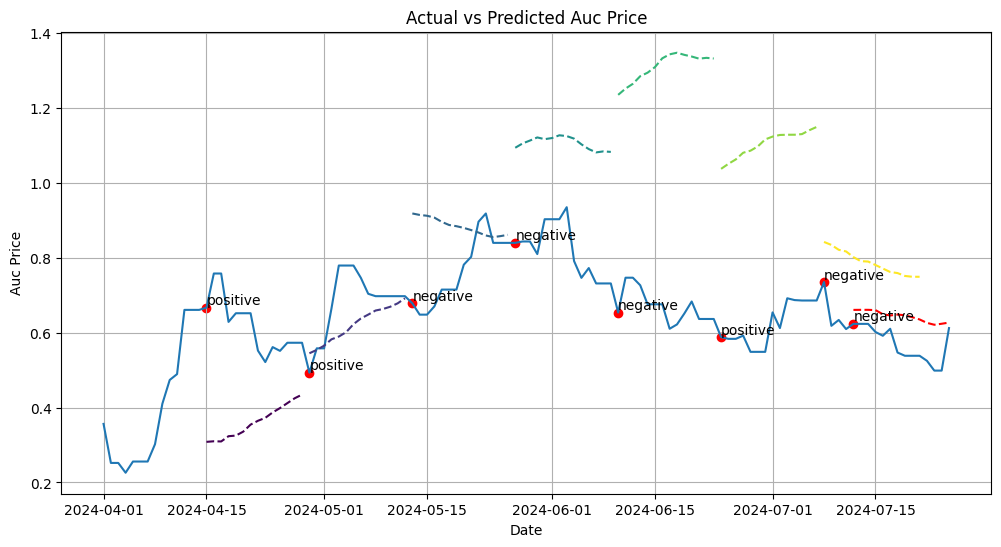 Actual vs Predicted Auc Price
1.4
1.2
1.0
0.8
0.6
0.4
0.2
Auc Price
positive
positive
negative
negative
negative
positive
negative
negative
2024-04-01 2024-04-15 2024-05-01 2024-05-15 2024-06-01 2024-06-15 2024-07-01 2024-07-15
Date